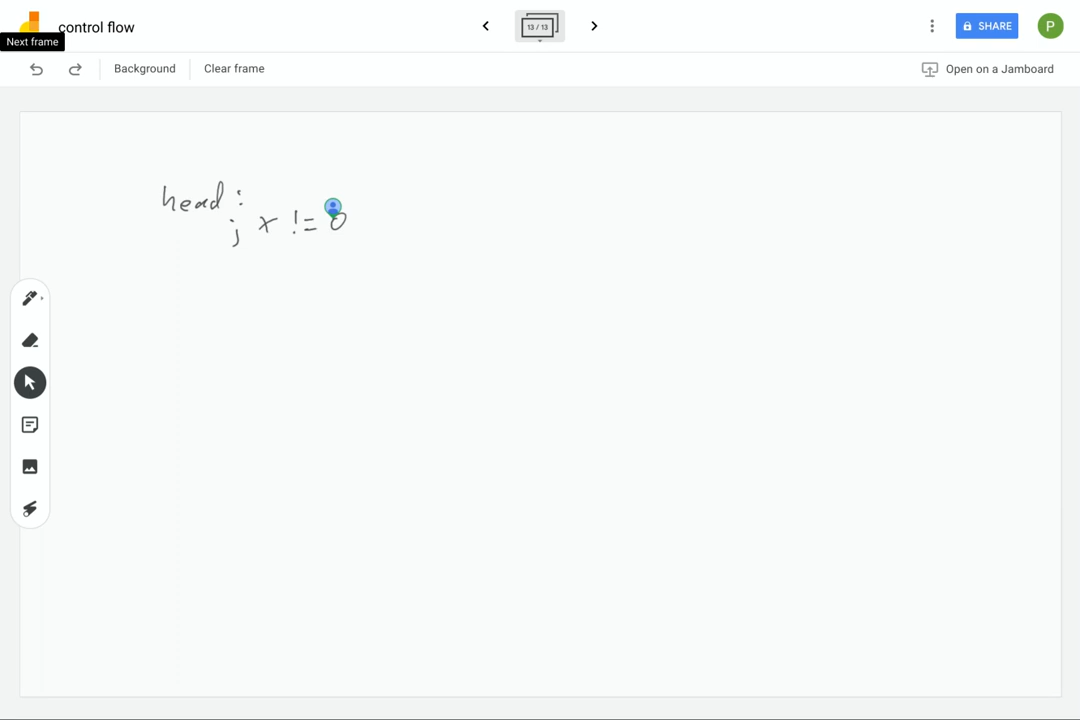 control flow
Next frame
13 / 13
SHARE
P
Background
Clear frame
Open on a Jamboard
head :
j x != 0